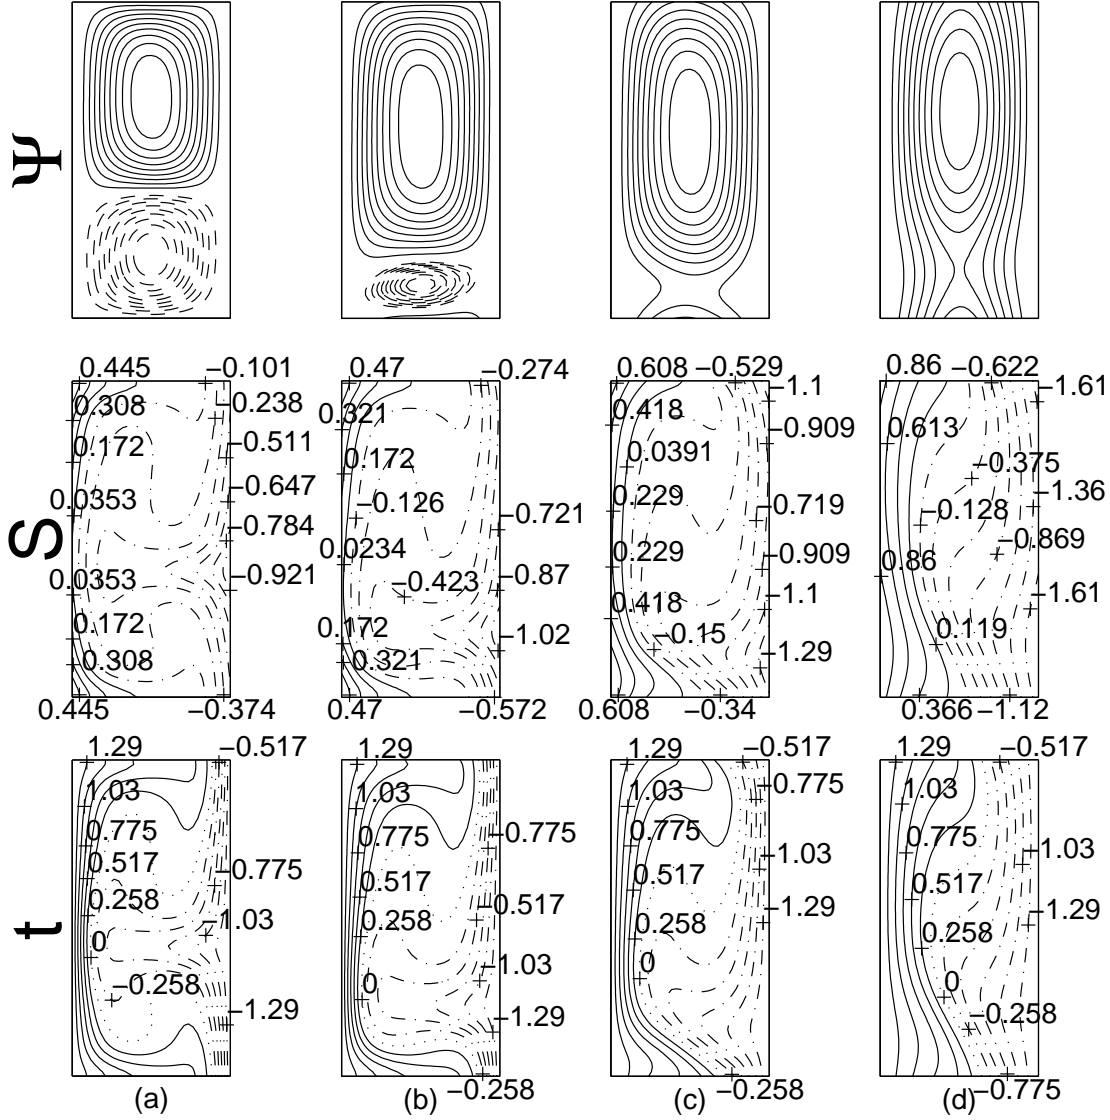 Ψ
0.445 −0.101 0.47 −0.274 0.608 −0.529 0.86 −0.622
0.308 −0.238 0.321 0.418 −1.1 0.613 −1.61
0.172 −0.511 0.172 0.0391 −0.909 −0.375
−0.647 −0.126 0.229 −0.719 −0.128 −1.36
0.0353 −0.784 0.0234 −0.721 0.229 −0.909 −0.869
0.0353 −0.921 −0.423 −0.87 0.418 −1.1 0.86 −1.61
0.172 0.172 −1.02 −0.15 −1.29 0.119
0.308 0.321
0.445 −0.374 0.47 −0.572 0.608 −0.34 0.366 −1.12
S
1.29 −0.517 1.29 1.29 −0.517 1.29 −0.517
1.03 1.03 1.03 −0.775 1.03
0.775 0.775 −0.775 0.775 0.775
0.517 −0.775 0.517 0.517 −1.03 0.517 −1.03
0.258 −1.03 0.258 −0.517 0.258 −1.29 0.258 −1.29
0 0 −1.03 0 0
−0.258 −1.29 −1.29 −0.258
−0.258 −0.258 −0.775
t
(a) (b) (c) (d)